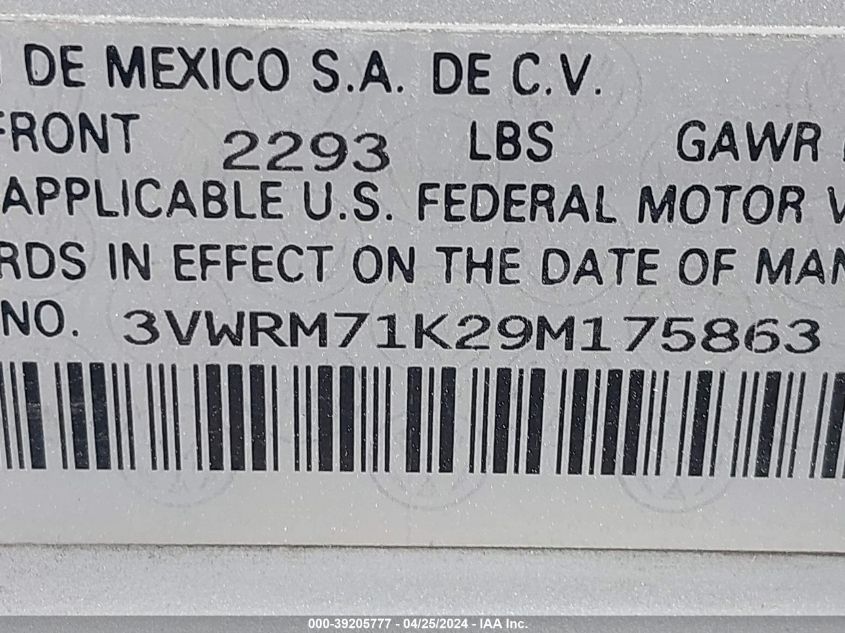 DE MEXICO S.A. DE C.V.
FRONT 2293 LBS GAWR
APPLICABLE U.S. FEDERAL MOTOR V
RDS IN EFFECT ON THE DATE OF MAN
NO. 3VWRM71K29M175863
000-39205777 - 04/25/2024 - IAA Inc.